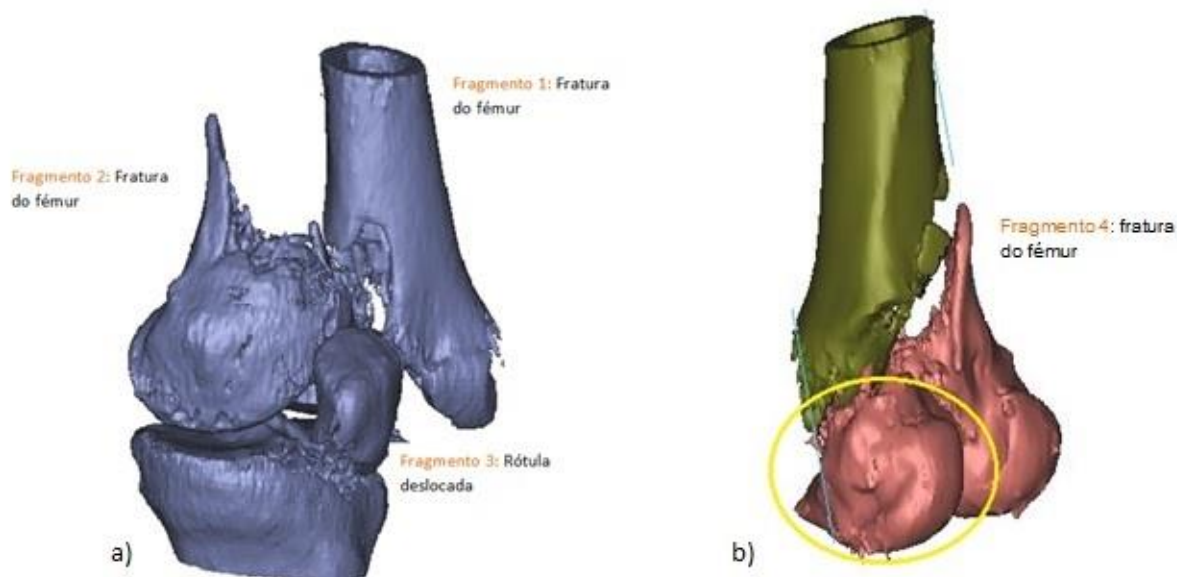 Fragmento 1: Fratura
do fémur
Fragmento 2: Fratura
do fémur
Fragmento 3: Rótula
deslocada
a)
Fragmento 4: fratura
do fémur
b)